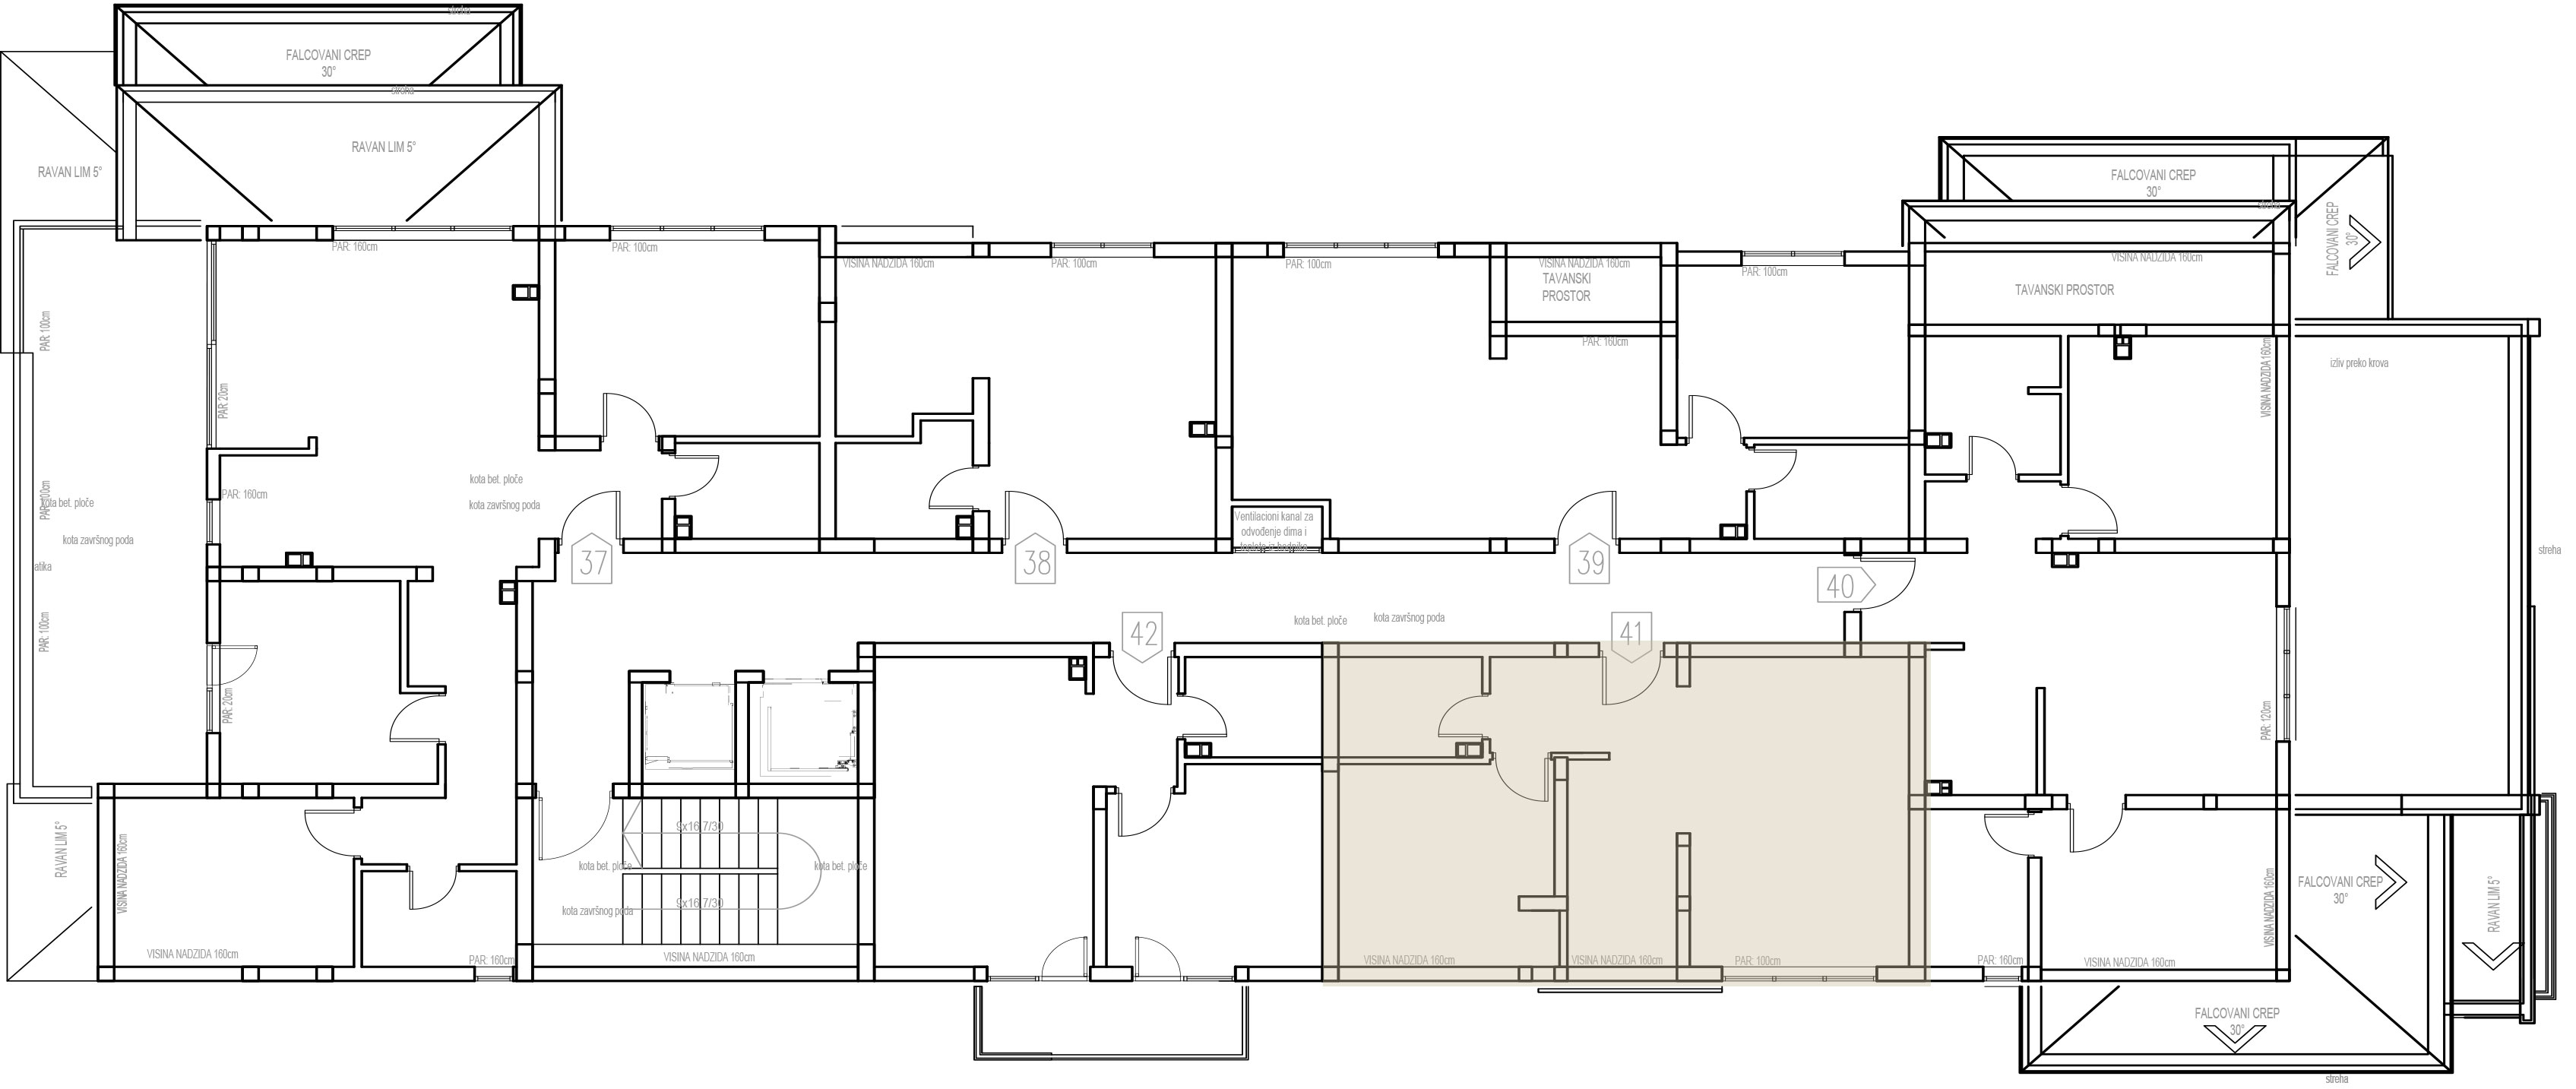 streha
FALCOVANI CREP
30°
streha
RAVAN LIM 5°
RAVAN LIM 5°
FALCOVANI CREP
30°
streha
FALCOVANI CREP
30°
PAR: 160cm
PAR: 100cm
VISINA NADZIDA 160cm
PAR: 100cm
PAR: 100cm
VISINA NADZIDA 160cm
TAVANSKI
PROSTOR
PAR: 100cm
VISINA NADZIDA 160cm
TAVANSKI PROSTOR
PAR: 100cm
PAR: 20cm
PAR: 160cm
VISINA NADZIDA 160cm
izliv preko krova
kota bet. ploče
kota završnog poda
PAR: 160cm
PAR: 100cm
kota bet. ploče
kota završnog poda
Ventilacioni kanal za
odvođenje dima i
atika
37
38
39
40
streha
PAR: 100cm
42
kota bet. ploče
kota završnog poda
41
PAR: 20cm
PAR: 120cm
RAVAN LIM 5°
VISINA NADZIDA 160cm
9x16,7/30
kota bet. ploče
kota bet. ploče
9x16,7/30
kota završnog poda
VISINA NADZIDA 160cm
FALCOVANI CREP
30°
RAVAN LIM 5°
VISINA NADZIDA 160cm
PAR: 160cm
VISINA NADZIDA 160cm
VISINA NADZIDA 160cm
VISINA NADZIDA 160cm
PAR: 100cm
PAR: 160cm
VISINA NADZIDA 160cm
FALCOVANI CREP
30°
streha